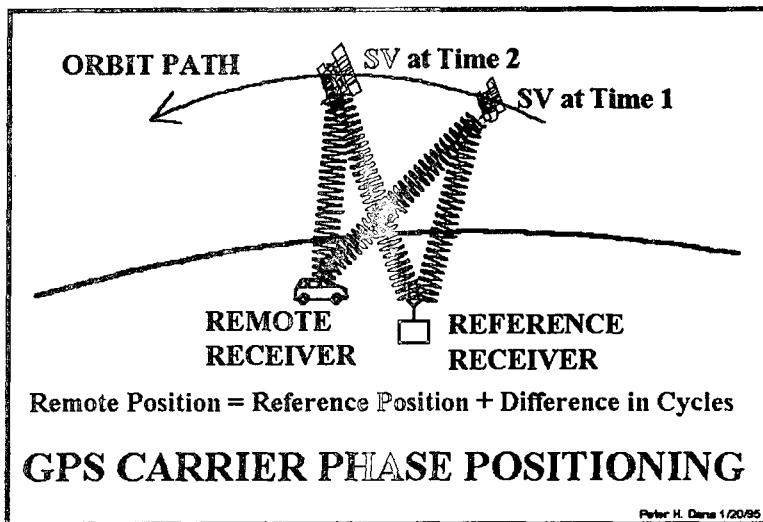 ORBIT PATH
SV at Time 2
SV at Time 1
REMOTE
RECEIVER
REFERENCE
RECEIVER
Remote Position = Reference Position + Difference in Cycles
GPS CARRIER PHASE POSITIONING
Peter H. Dana 1/20/95